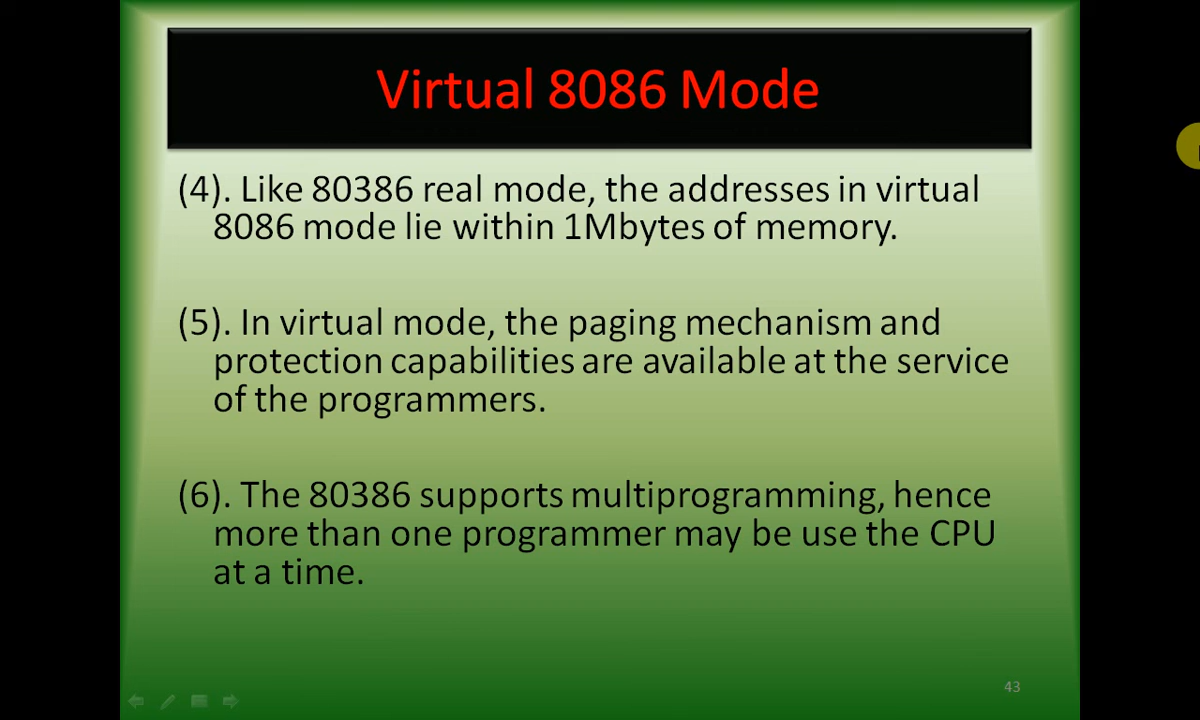 Virtual 8086 Mode
(4). Like 80386 real mode, the addresses in virtual
8086 mode lie within 1Mbytes of memory.
(5). In virtual mode, the paging mechanism and
protection capabilities are available at the service
of the programmers.
(6). The 80386 supports multiprogramming, hence
more than one programmer may be use the CPU
at a time.
43